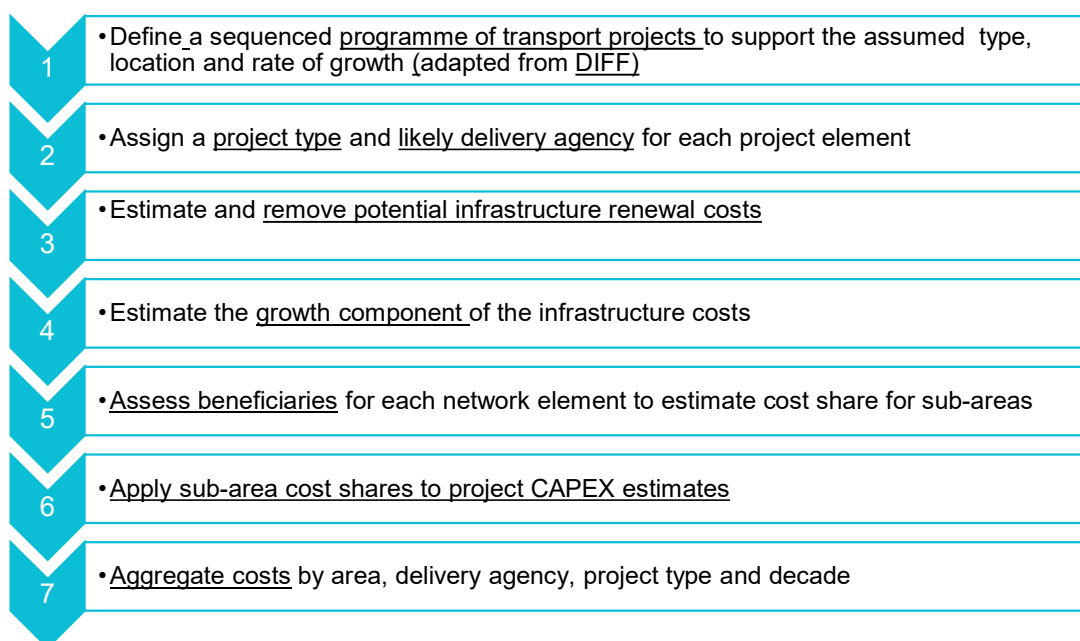 1
•Define a sequenced programme of transport projects to support the assumed  type,
location and rate of growth (adapted from DIFF)
2
•Assign a project type and likely delivery agency for each project element
3
•Estimate and remove potential infrastructure renewal costs
4
•Estimate the growth component of the infrastructure costs
5
•Assess beneficiaries for each network element to estimate cost share for sub-areas
6
•Apply sub-area cost shares to project CAPEX estimates
7
•Aggregate costs by area, delivery agency, project type and decade